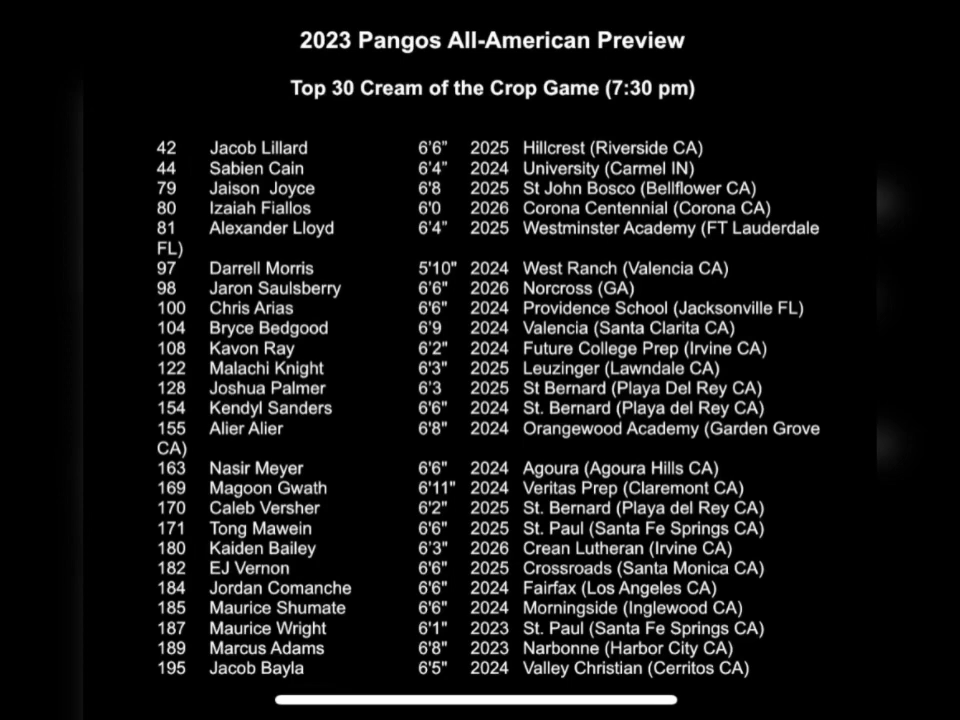 2023 Pangos All-American Preview
Top 30 Cream of the Crop Game (7:30 pm)
42 Jacob Lillard 6'6" 2025 Hillcrest (Riverside CA)
44 Sabien Cain 6'4" 2024 University (Carmel IN)
79 Jaison Joyce 6'8 2025 St John Bosco (Bellflower CA)
80 Izaiah Fiallos 6'0 2026 Corona Centennial (Corona CA)
81 Alexander Lloyd 6'4" 2025 Westminster Academy (FT Lauderdale
FL)
97 Darrell Morris 5'10" 2024 West Ranch (Valencia CA)
98 Jaron Saulsberry 6'6" 2026 Norcross (GA)
100 Chris Arias 6'6" 2024 Providence School (Jacksonville FL)
104 Bryce Bedgood 6'9 2024 Valencia (Santa Clarita CA)
108 Kavon Ray 6'2" 2024 Future College Prep (Irvine CA)
122 Malachi Knight 6'3" 2025 Leuzinger (Lawndale CA)
128 Joshua Palmer 6'3 2025 St Bernard (Playa Del Rey CA)
154 Kendyl Sanders 6'6" 2024 St. Bernard (Playa del Rey CA)
155 Alier Alier 6'8" 2024 Orangewood Academy (Garden Grove
CA)
163 Nasir Meyer 6'6" 2024 Agoura (Agoura Hills CA)
169 Magoon Gwath 6'11" 2024 Veritas Prep (Claremont CA)
170 Caleb Versher 6'2" 2025 St. Bernard (Playa del Rey CA)
171 Tong Mawein 6'6" 2025 St. Paul (Santa Fe Springs CA)
180 Kaiden Bailey 6'3" 2026 Crean Lutheran (Irvine CA)
182 EJ Vernon 6'6" 2025 Crossroads (Santa Monica CA)
184 Jordan Comanche 6'6" 2024 Fairfax (Los Angeles CA)
185 Maurice Shumate 6'6" 2024 Morningside (Inglewood CA)
187 Maurice Wright 6'1" 2023 St. Paul (Santa Fe Springs CA)
189 Marcus Adams 6'8" 2023 Narbonne (Harbor City CA)
195 Jacob Bayla 6'5" 2024 Valley Christian (Cerritos CA)